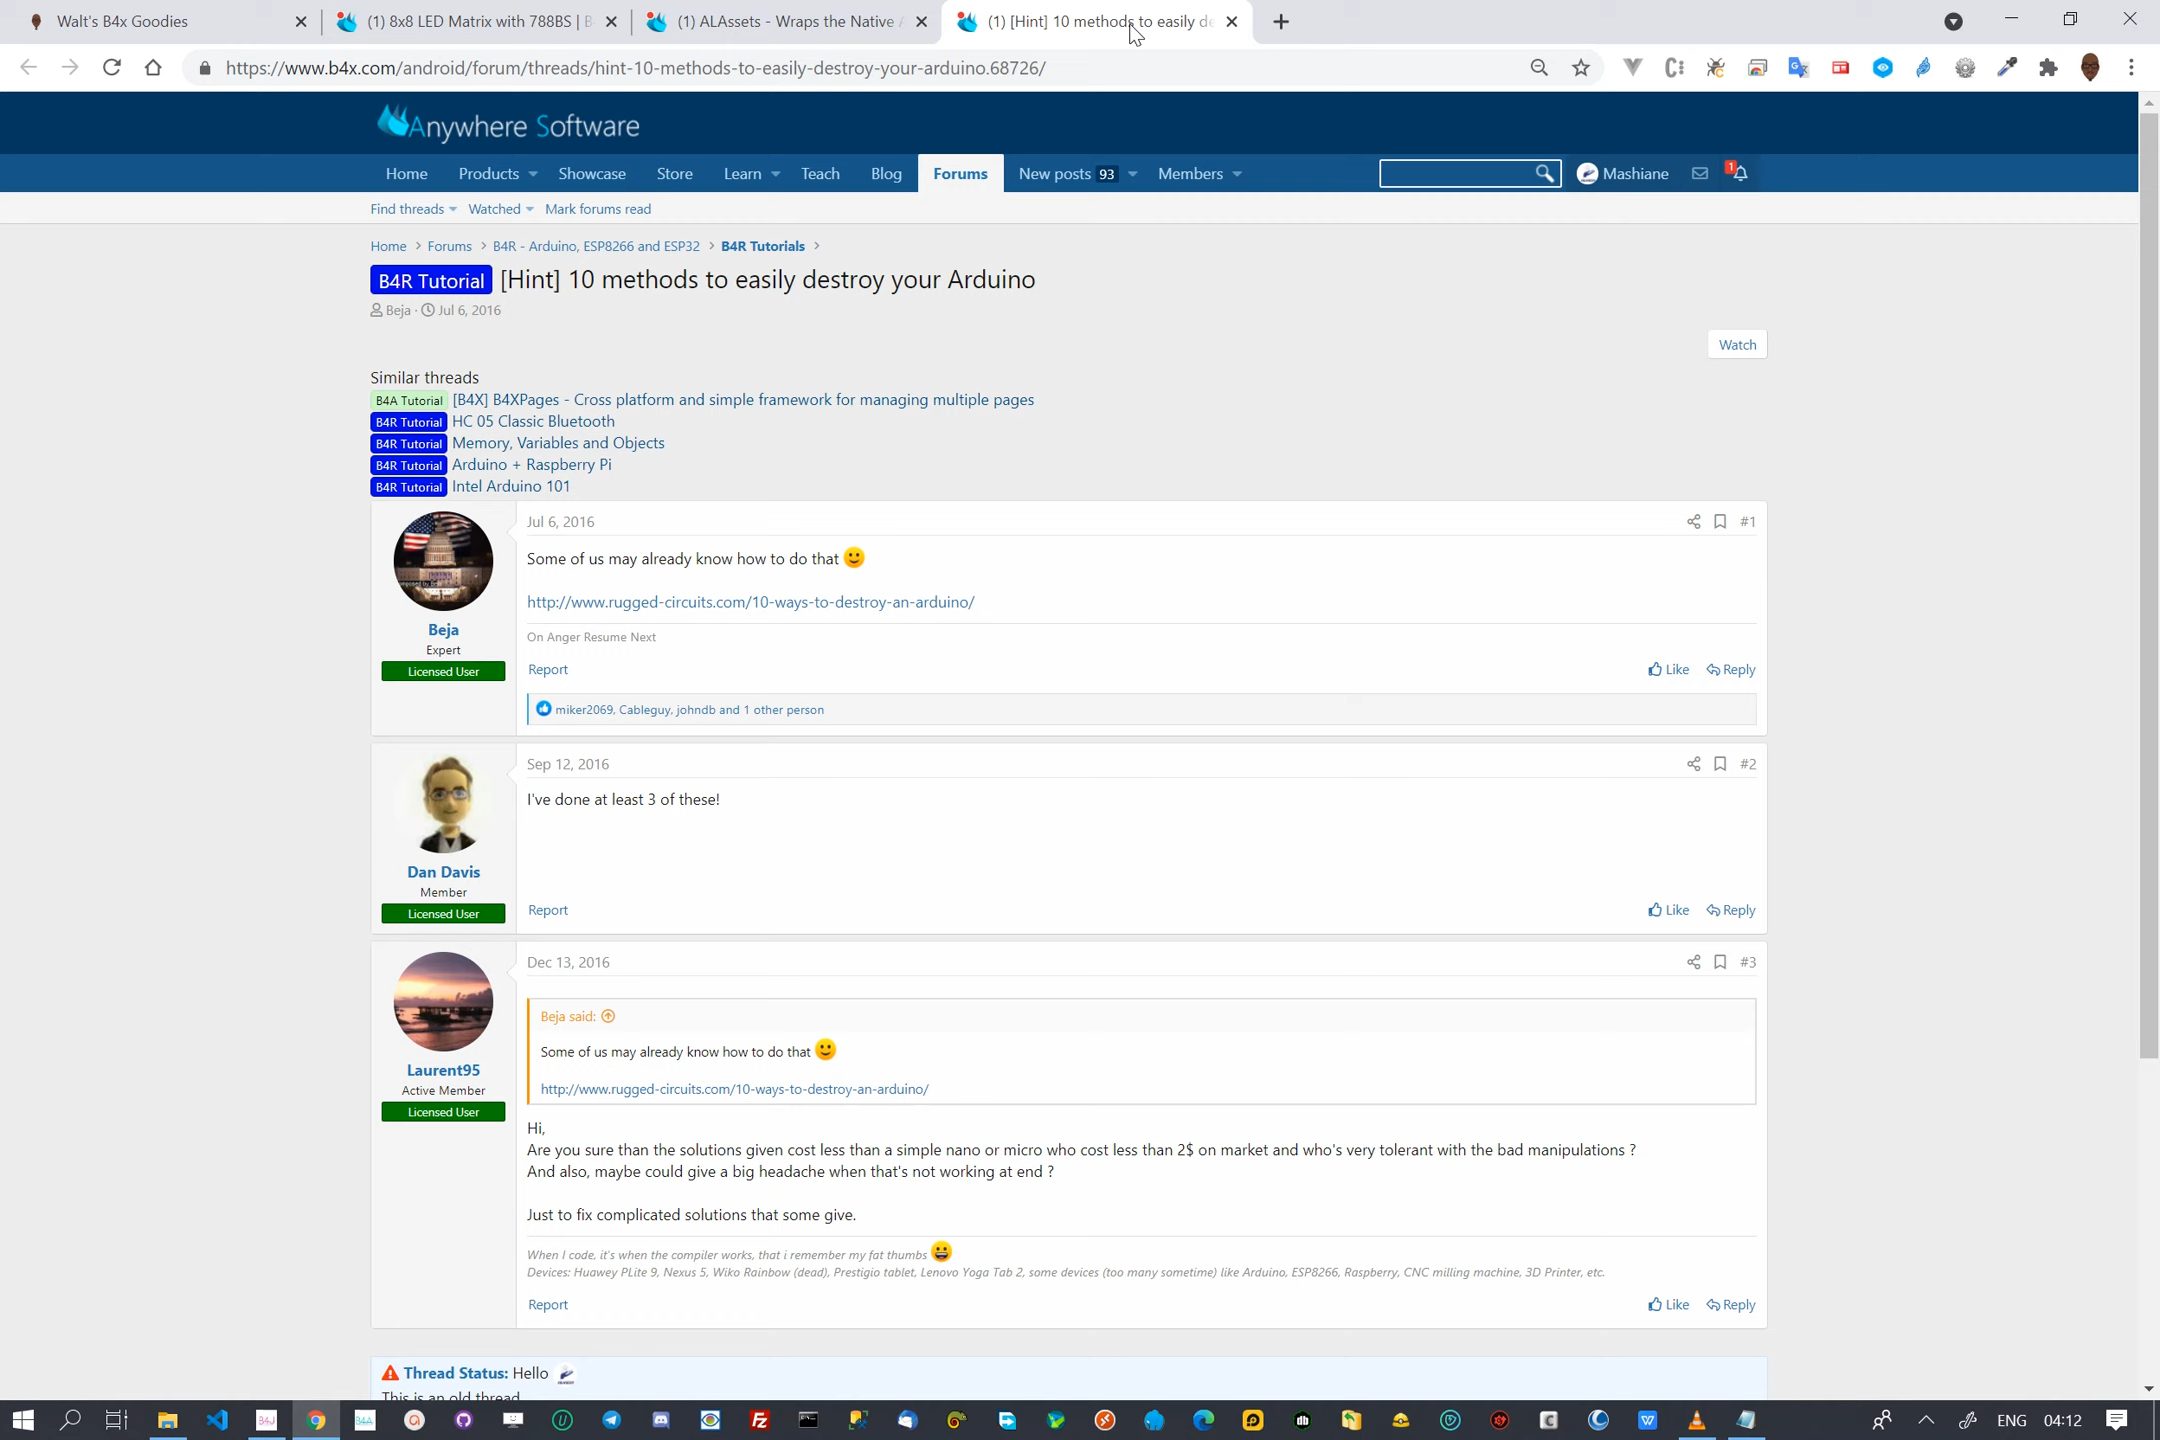 Walt's B4x Goodies
(1) 8x8 LED Matrix with 788BS | B
(1) ALAssets - Wraps the Native
(1) [Hint] 10 methods to easily de
https://www.b4x.com/android/forum/threads/hint-10-methods-to-easily-destroy-your-arduino.68726/
Anywhere Software
Home Products Showcase Store Learn Teach Blog Forums New posts 93 Members Mashiane 1
Find threads Watched Mark forums read
Home Forums B4R - Arduino, ESP8266 and ESP32 B4R Tutorials
B4R Tutorial [Hint] 10 methods to easily destroy your Arduino
Beja · Jul 6, 2016
Watch
Similar threads
B4A Tutorial [B4X] B4XPages - Cross platform and simple framework for managing multiple pages
B4R Tutorial HC 05 Classic Bluetooth
B4R Tutorial Memory, Variables and Objects
B4R Tutorial Arduino + Raspberry Pi
B4R Tutorial Intel Arduino 101
Jul 6, 2016 #1
Some of us may already know how to do that
http://www.rugged-circuits.com/10-ways-to-destroy-an-arduino/
Beja
Expert
Licensed User
On Anger Resume Next
Report Like Reply
miker2069, Cableguy, johndb and 1 other person
Sep 12, 2016 #2
I've done at least 3 of these!
Dan Davis
Member
Licensed User
Report Like Reply
Dec 13, 2016 #3
Beja said:
Some of us may already know how to do that
http://www.rugged-circuits.com/10-ways-to-destroy-an-arduino/
Laurent95
Active Member
Licensed User
Hi,
Are you sure than the solutions given cost less than a simple nano or micro who cost less than 2$ on market and who's very tolerant with the bad manipulations ?
And also, maybe could give a big headache when that's not working at end ?
Just to fix complicated solutions that some give.
When I code, it's when the compiler works, that i remember my fat thumbs
Devices: Huawey PLite 9, Nexus 5, Wiko Rainbow (dead), Prestigio tablet, Lenovo Yoga Tab 2, some devices (too many sometime) like Arduino, ESP8266, Raspberry, CNC milling machine, 3D Printer, etc.
Report Like Reply
Thread Status: Hello
This is an old thread
B4J B4A ENG 04:12